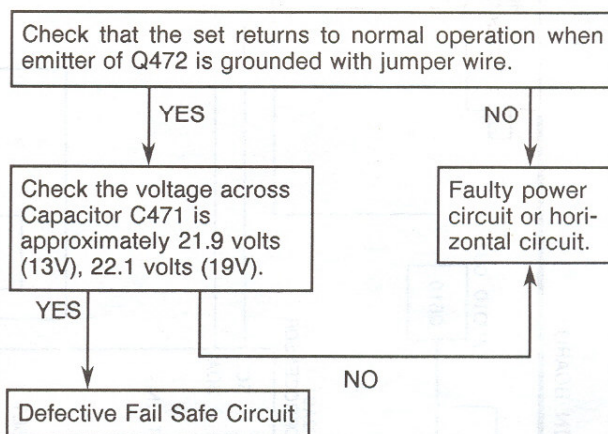 Check that the set returns to normal operation when
emitter of Q472 is grounded with jumper wire.
YES
NO
Check the voltage across
Capacitor C471 is
approximately 21.9 volts
(13V), 22.1 volts (19V).
Faulty power
circuit or hori-
zontal circuit.
YES
NO
Defective Fail Safe Circuit